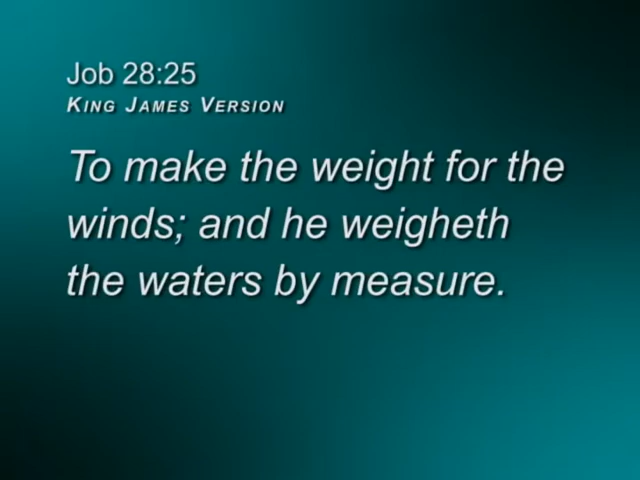 Job 28:25
KING JAMES VERSION
To make the weight for the
winds; and he weigheth
the waters by measure.